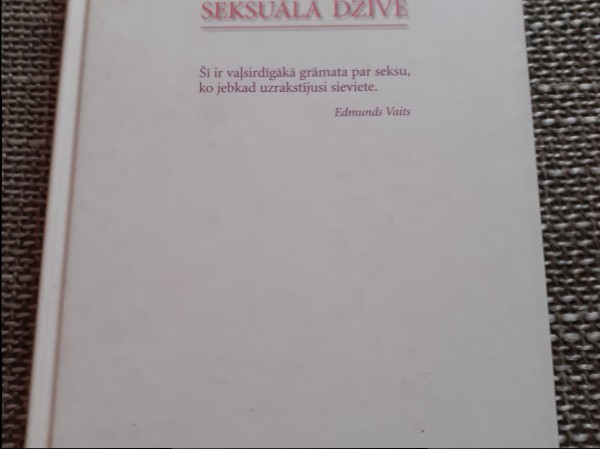 SEKSUĀLĀ DZĪVE
Šī ir vaļsirdīgākā grāmata par seksu,
ko jebkad uzrakstījusi sieviete.
Edmunds Vaits